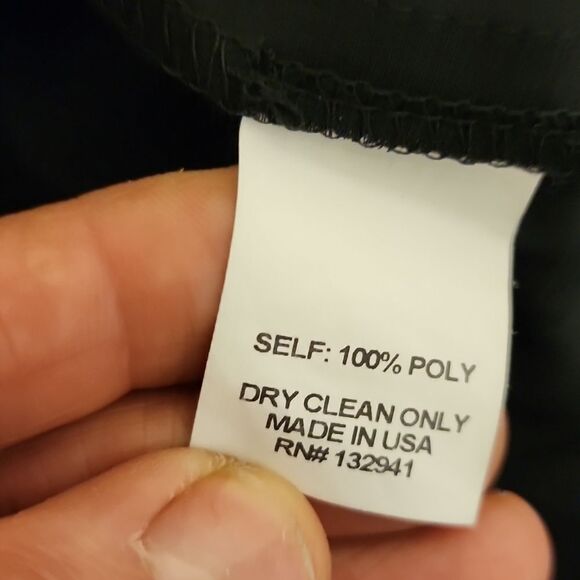 SELF: 100% POLY
DRY CLEAN ONLY
MADE IN USA
RN# 132941